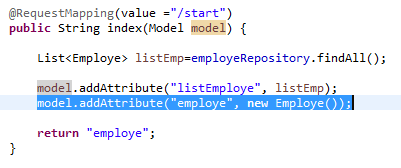 @RequestMapping(value ="/start")
public String index(Model model) {
List<Employe> listEmp=employeRepository.findAll();
model.addAttribute("listEmploye", listEmp);
model.addAttribute("employe", new Employe());
return "employe";
}